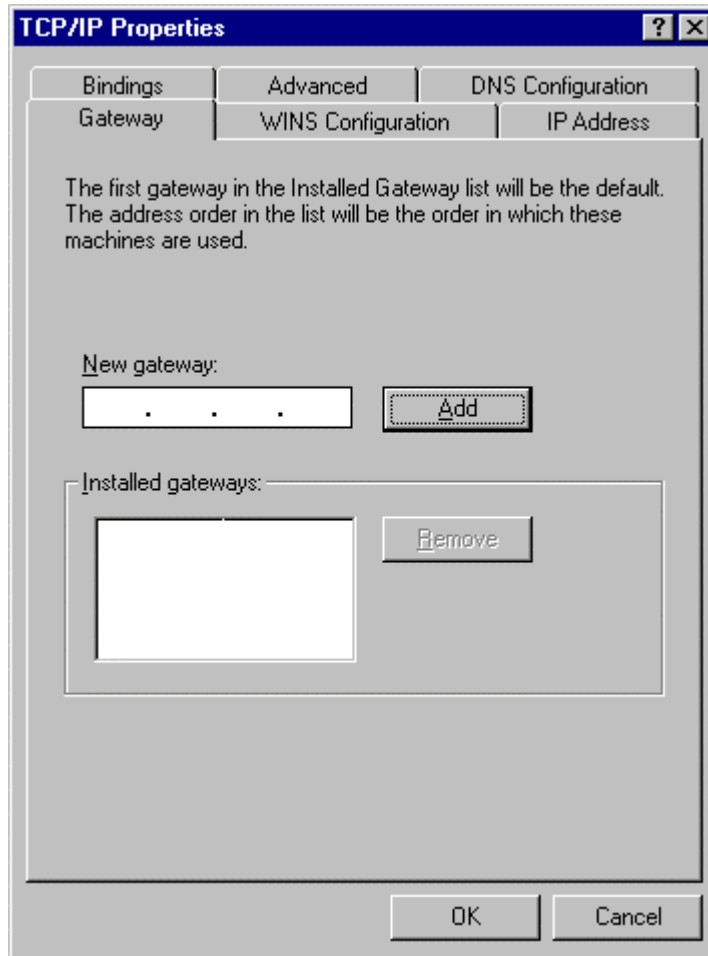 TCP/IP Properties
Bindings Advanced DNS Configuration
Gateway WINS Configuration IP Address
The first gateway in the Installed Gateway list will be the default.
The address order in the list will be the order in which these
machines are used.
New gateway:
. . . Add
Installed gateways:
Remove
OK Cancel